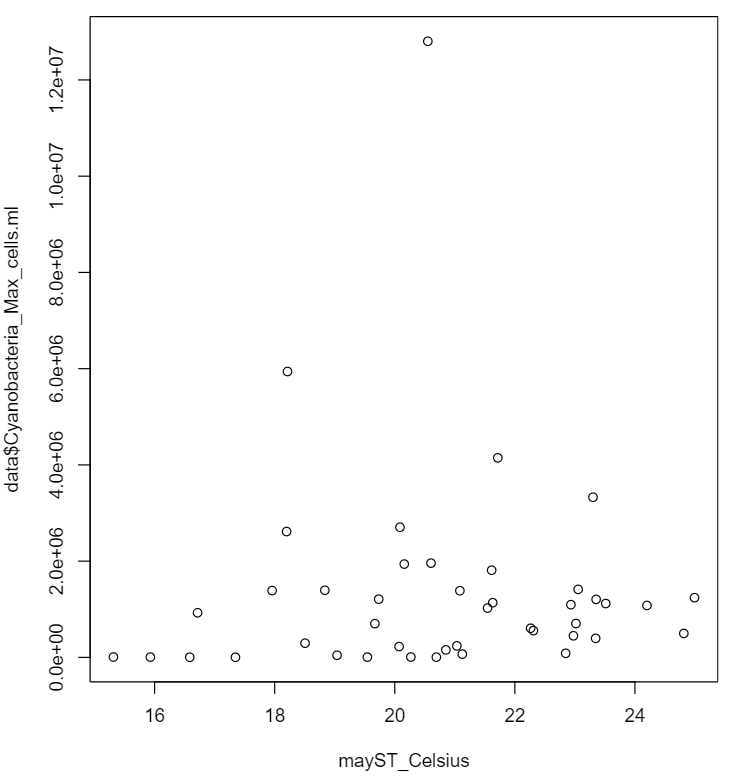 1.2e+07
1.0e+07
8.0e+06
6.0e+06
4.0e+06
2.0e+06
0.0e+00
data$Cyanobacteria_Max_cells.ml
16 18 20 22 24
mayST_Celsius